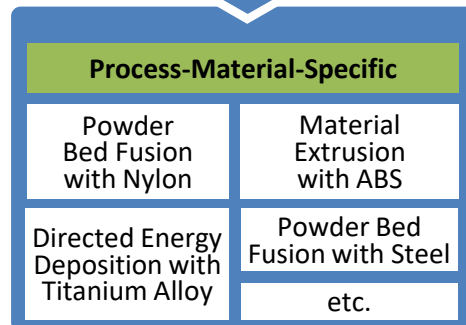 Process-Material-Specific
Powder
Bed Fusion
with Nylon
Material
Extrusion
with ABS
Directed Energy
Deposition with
Titanium Alloy
Powder Bed
Fusion with Steel
etc.